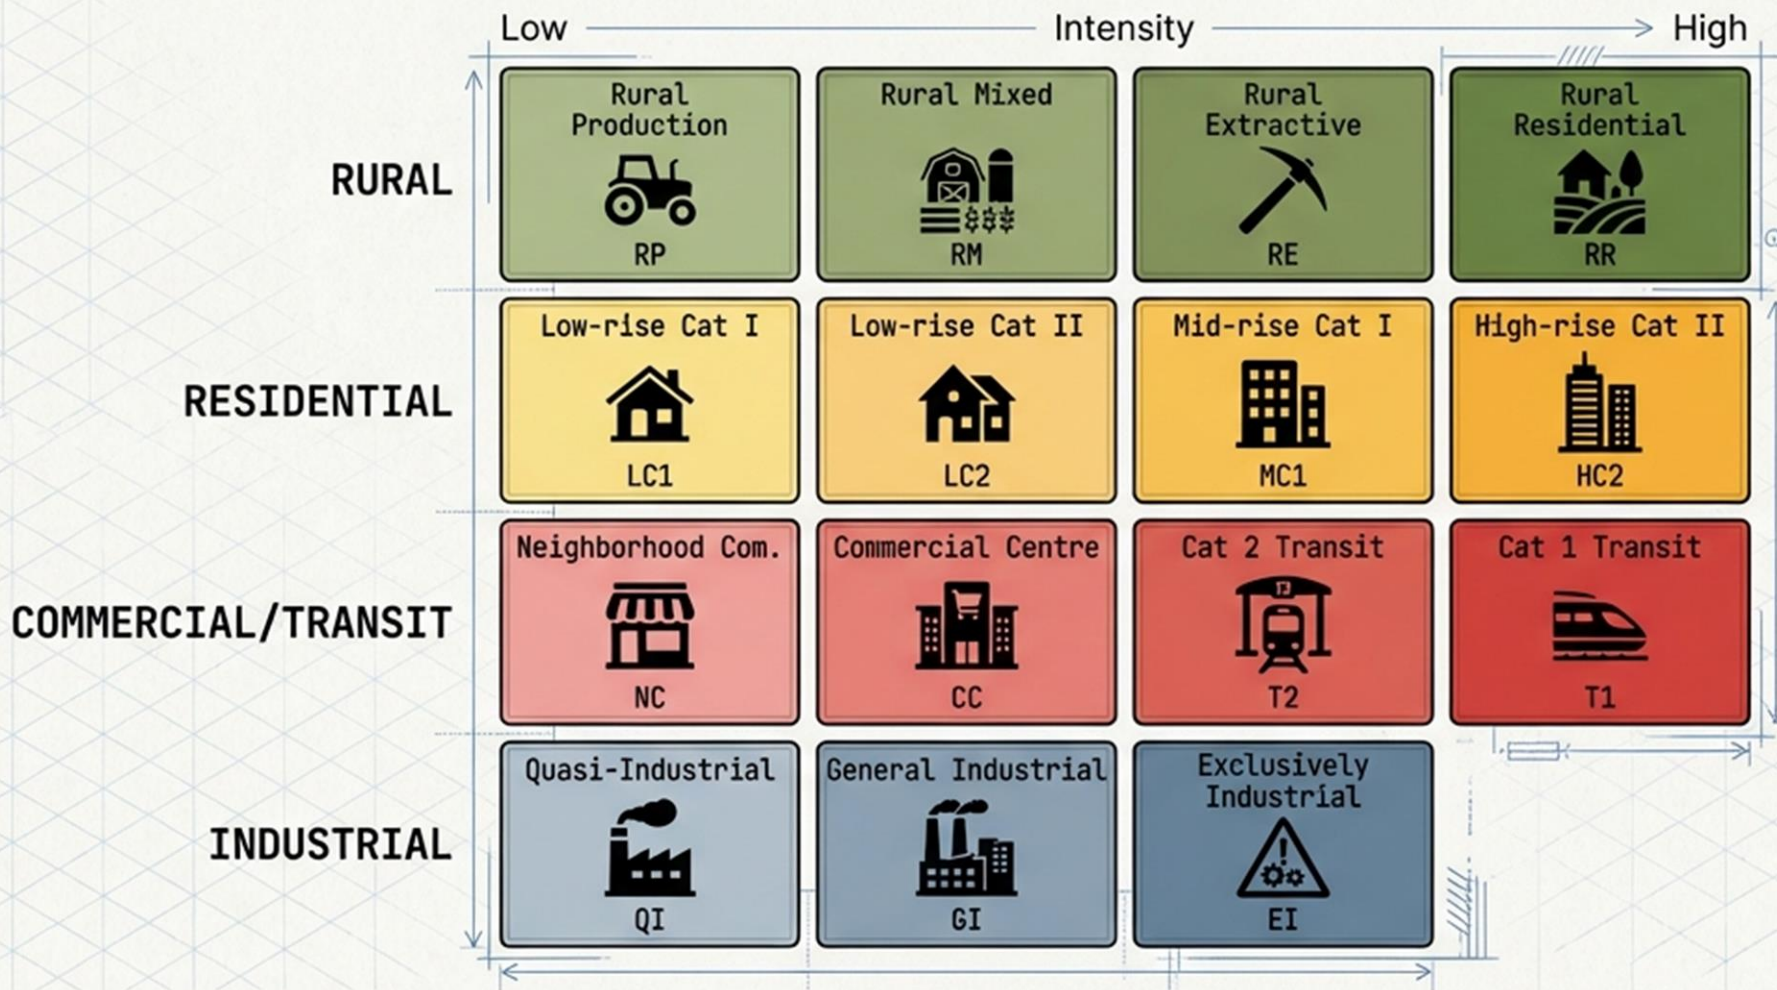 Low Intensity High
RURAL
Rural
Production
RP
Rural Mixed
RM
Rural
Extractive
RE
Rural
Residential
RR
RESIDENTIAL
Low-rise Cat I
LC1
Low-rise Cat II
LC2
Mid-rise Cat I
MC1
High-rise Cat II
HC2
COMMERCIAL/TRANSIT
Neighborhood Com.
NC
Commercial Centre
CC
Cat 2 Transit
T2
Cat 1 Transit
T1
INDUSTRIAL
Quasi-Industrial
QI
General Industrial
GI
Exclusively
Industrial
EI